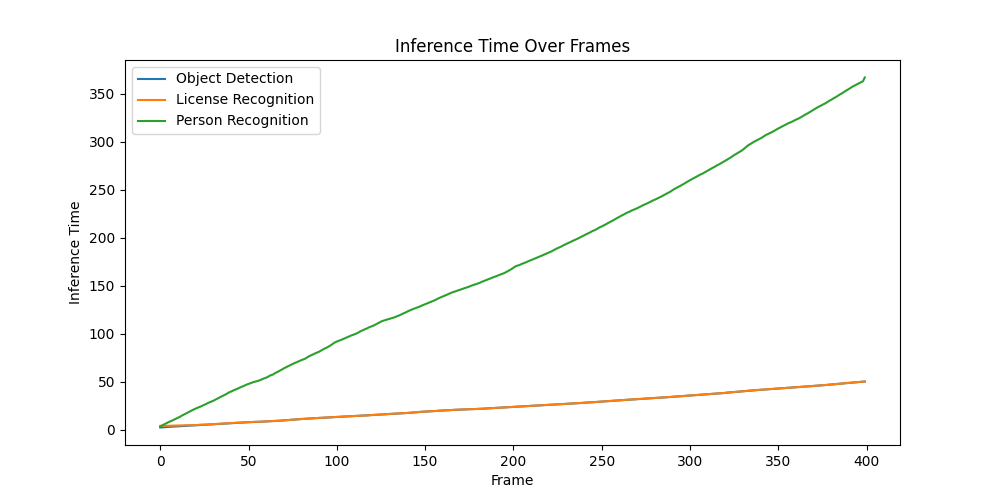 Inference Time Over Frames
Object Detection
License Recognition
Person Recognition
Inference Time
350
300
250
200
150
100
50
0
0 50 100 150 200 250 300 350 400
Frame